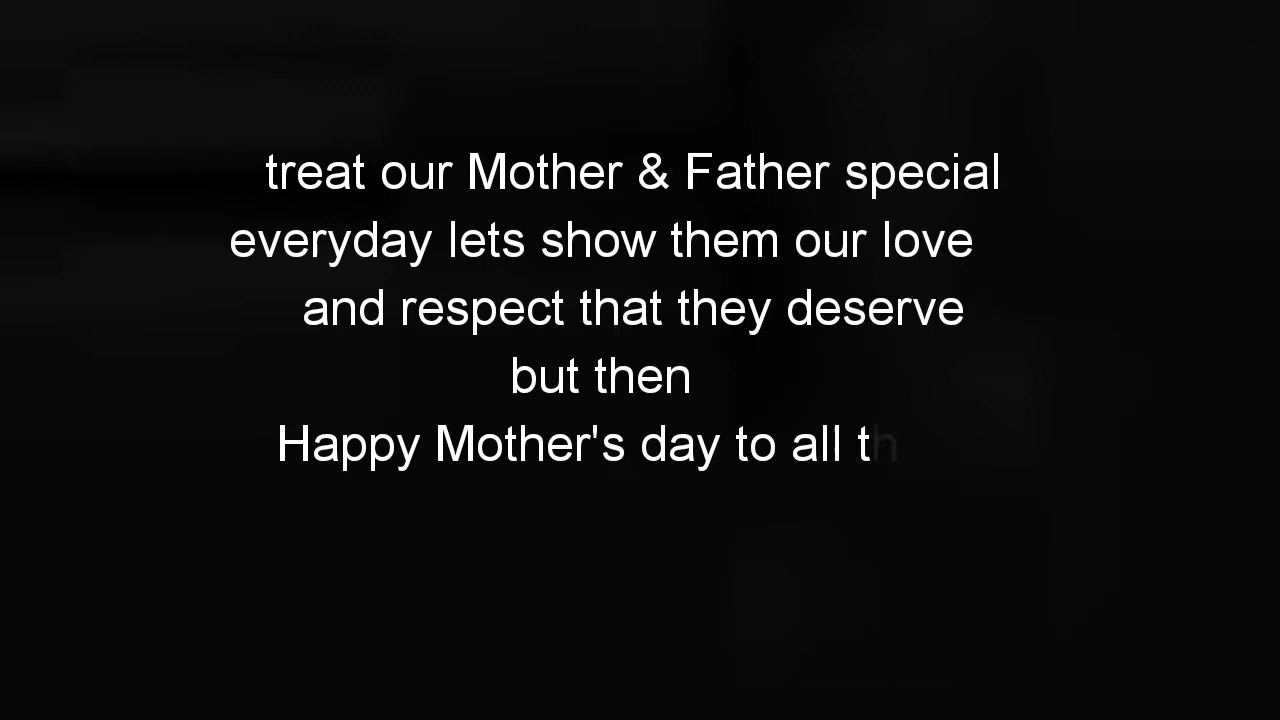 treat our Mother & Father special
everyday lets show them our love
and respect that they deserve
but then
Happy Mother's day to all th